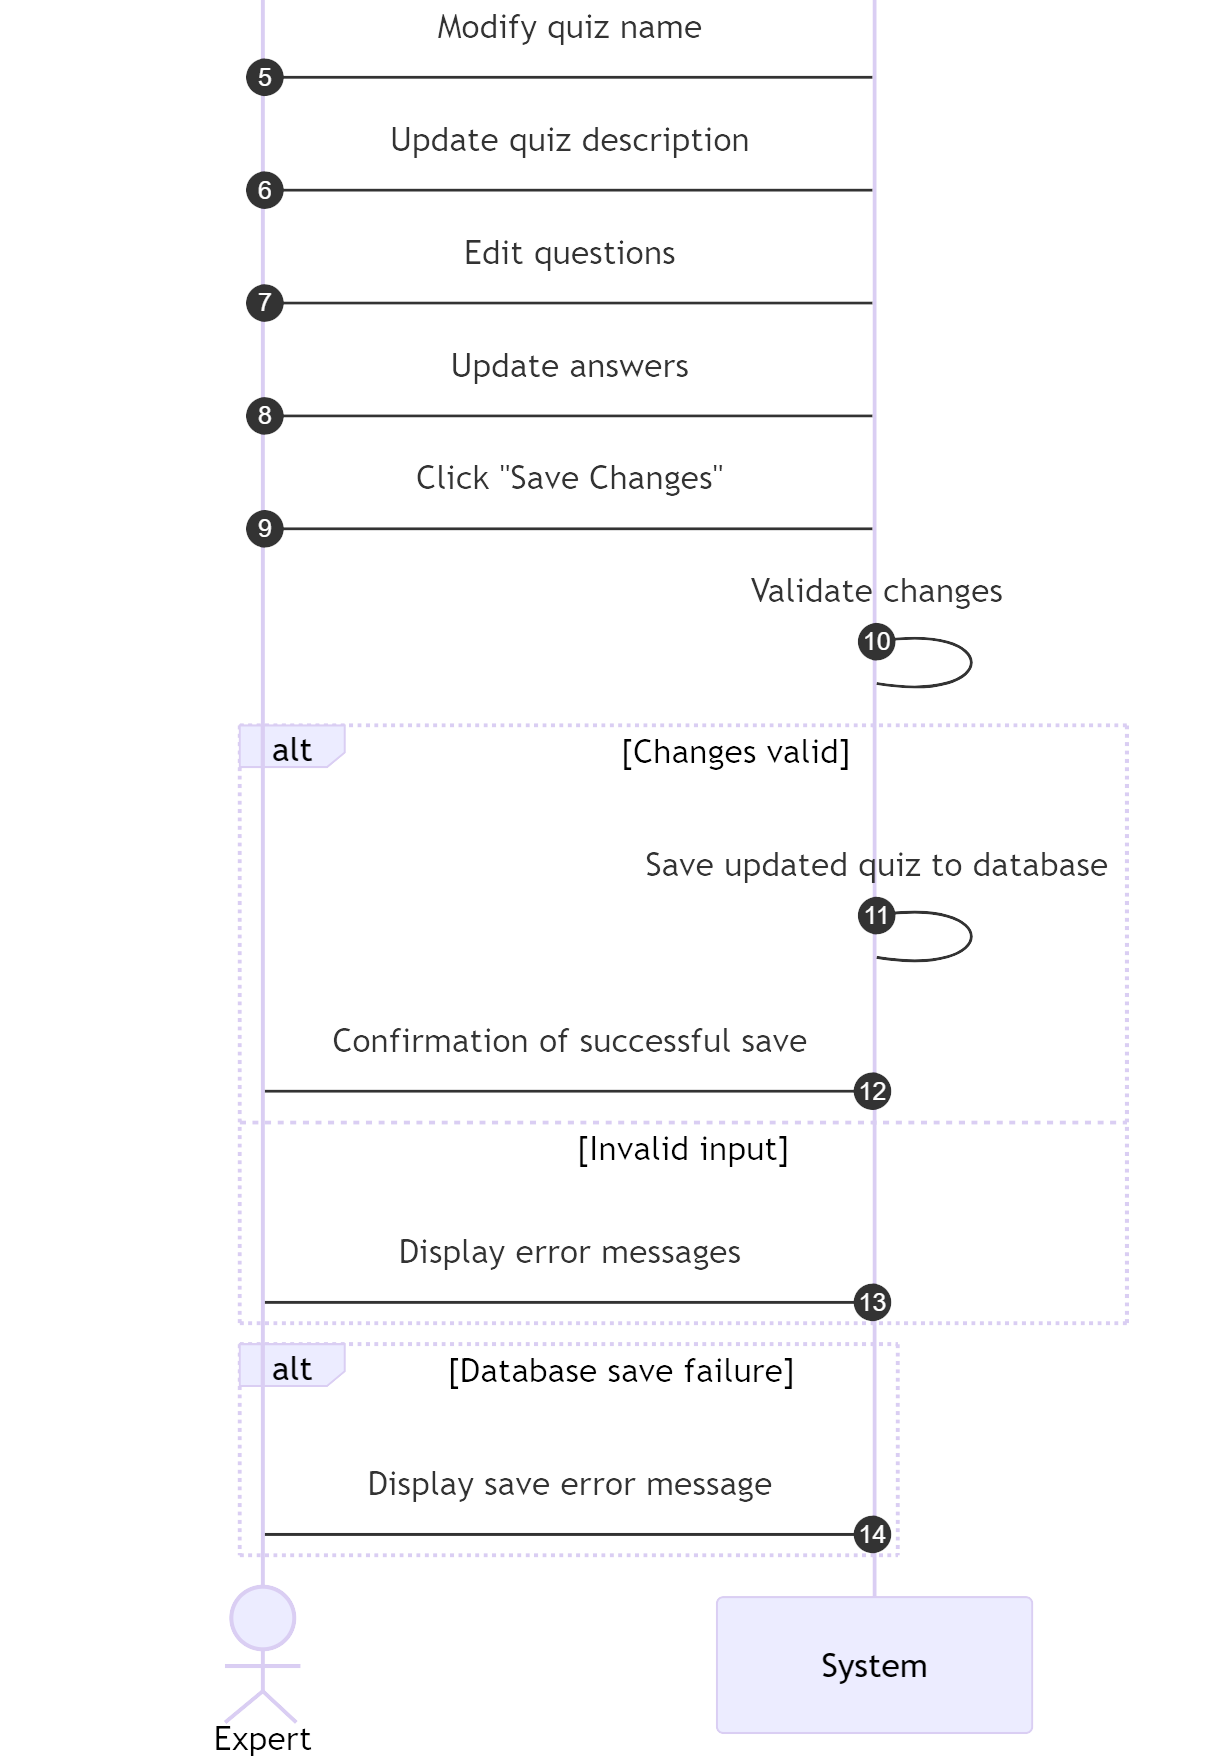 Modify quiz name
5
Update quiz description
6
Edit questions
7
Update answers
8
Click "Save Changes"
9
Validate changes
10
alt
[Changes valid]
Save updated quiz to database
11
Confirmation of successful save
12
[Invalid input]
Display error messages
13
alt
[Database save failure]
Display save error message
14
System
Expert